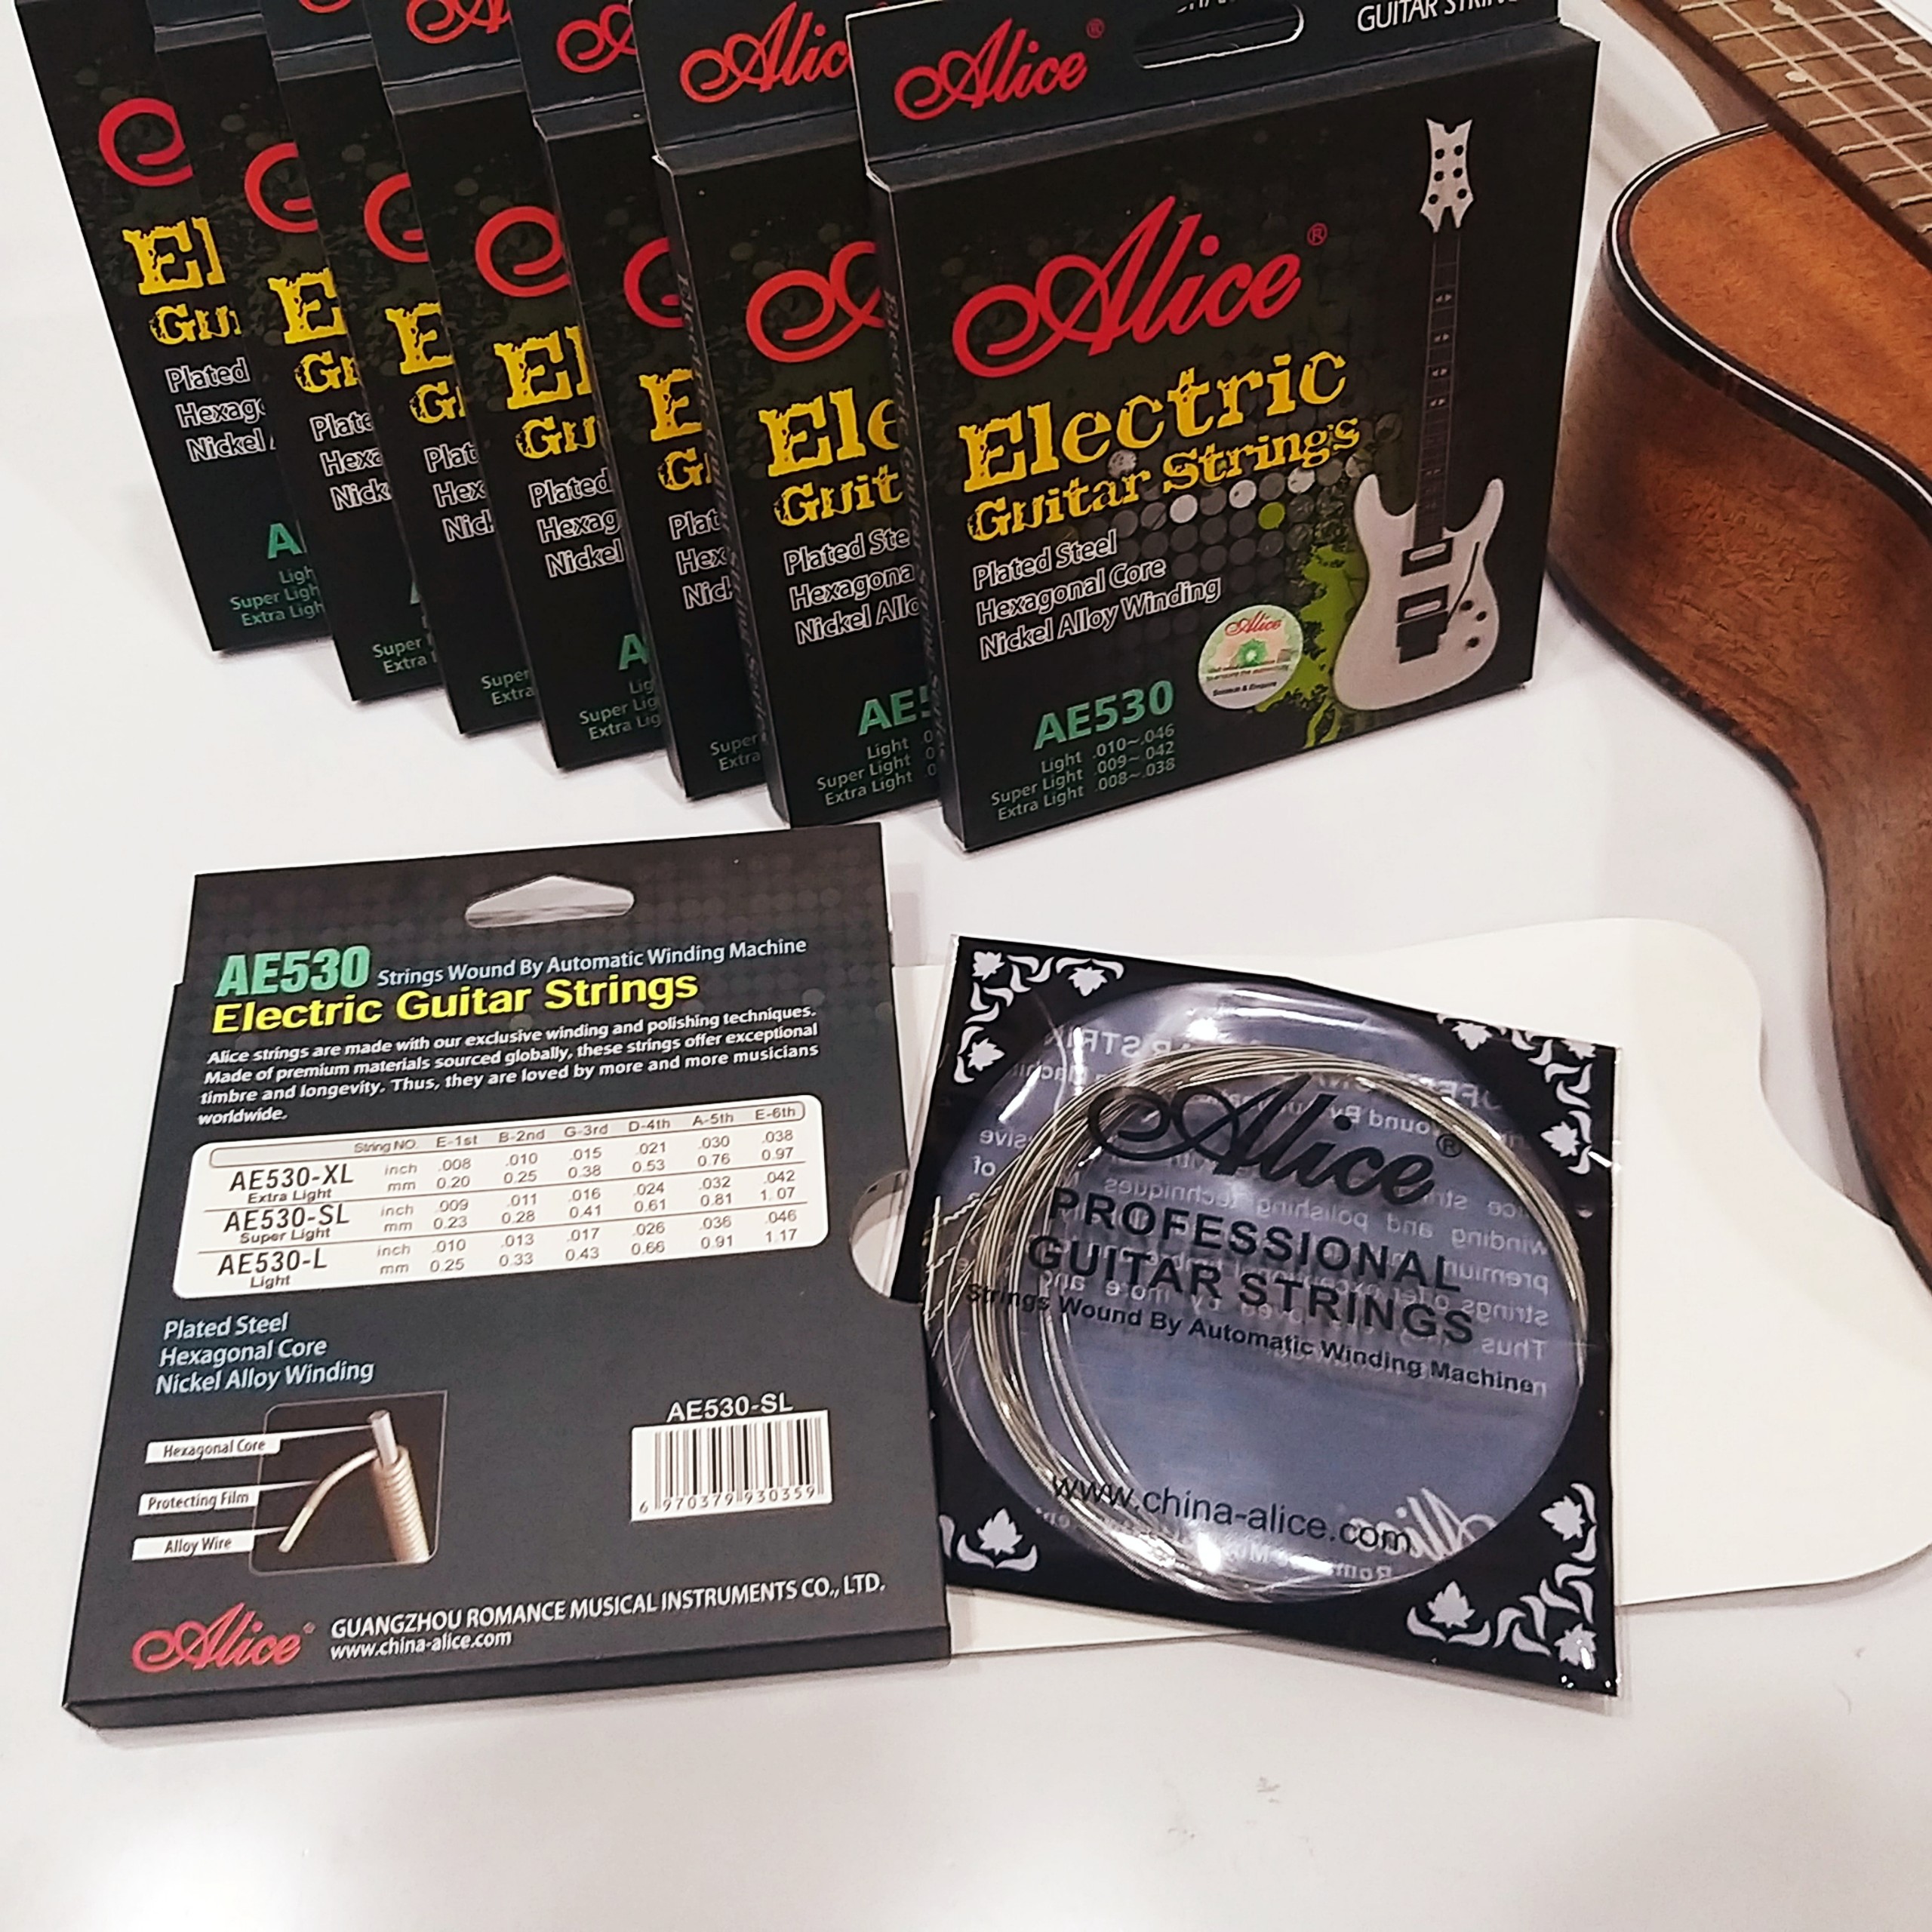 Alice®
GUITAR
Alice®
Electric
Guitar Strings
Plated Steel
Hexagonal Core
Nickel Alloy Winding
Alice
AE530
Light .010~.046
Super Light .009~.042
Extra Light .008~.038
Alice
Plated
Light
Super Light
Extra Light
AE530 Strings Wound By Automatic Winding Machine
Electric Guitar Strings
Alice strings are made with our exclusive winding and polishing techniques.
Made of premium materials sourced globally, these strings offer exceptional
timbre and longevity. Thus, they are loved by more and more musicians
worldwide.
String NO. E-1st B-2nd G-3rd D-4th A-5th E-6th
AE530-XL inch .008 .010 .015 .021 .030 .038
Extra Light mm 0.20 0.25 0.38 0.53 0.76 0.97
AE530-SL inch .009 .011 .016 .024 .032 .042
Super Light mm 0.23 0.28 0.41 0.61 0.81 1.07
AE530-L inch .010 .013 .017 .026 .036 .046
Light mm 0.25 0.33 0.43 0.66 0.91 1.17
Plated Steel
Hexagonal Core
Nickel Alloy Winding
Hexagonal Core
Protecting Film
Alloy Wire
AE530-SL
6 970379 930359
Alice® GUANGZHOU ROMANCE MUSICAL INSTRUMENTS CO., LTD.
www.china-alice.com
Alice®
PROFESSIONAL
GUITAR STRINGS
Strings Wound By Automatic Winding Machine
www.china-alice.com